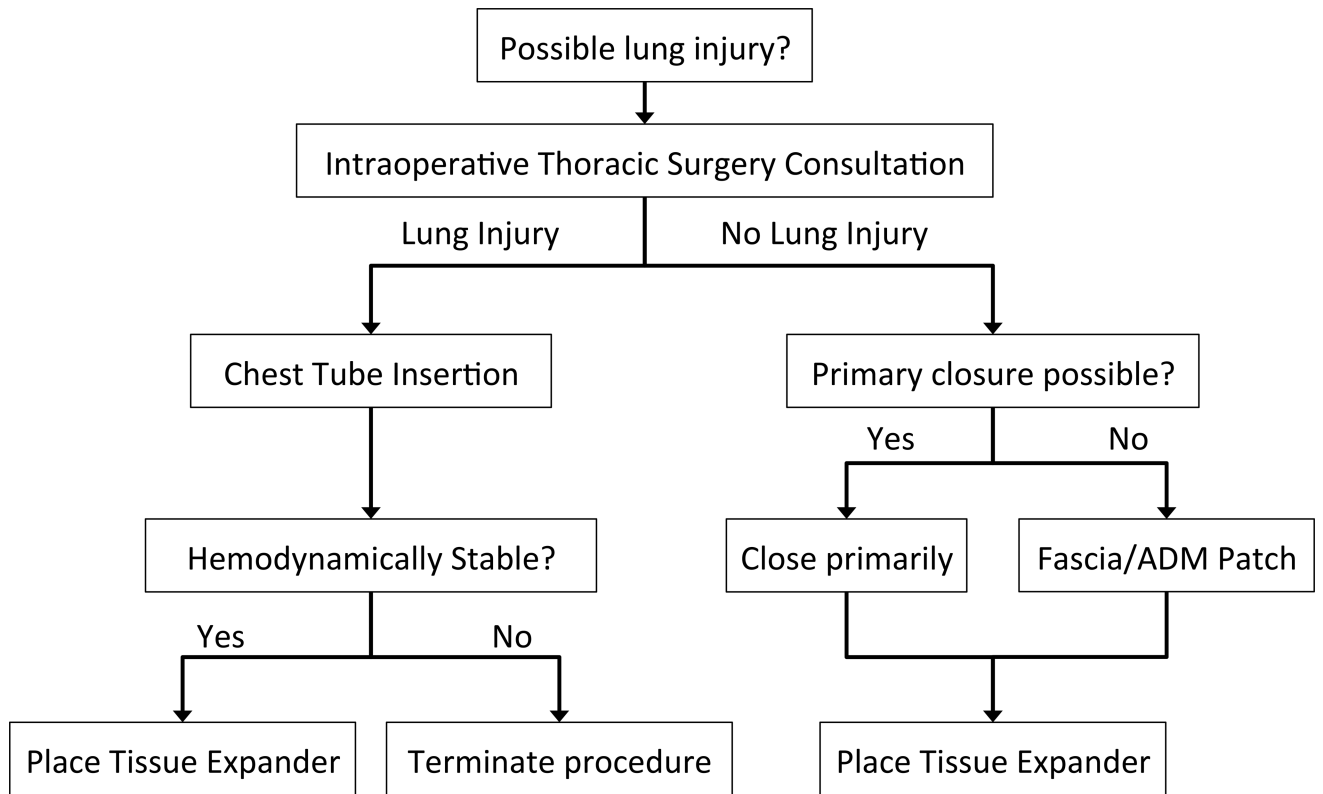 Possible lung injury?
Intraoperative Thoracic Surgery Consultation
Lung Injury
No Lung Injury
Chest Tube Insertion
Primary closure possible?
Yes
No
Hemodynamically Stable?
Close primarily
Fascia/ADM Patch
Yes
No
Place Tissue Expander
Terminate procedure
Place Tissue Expander